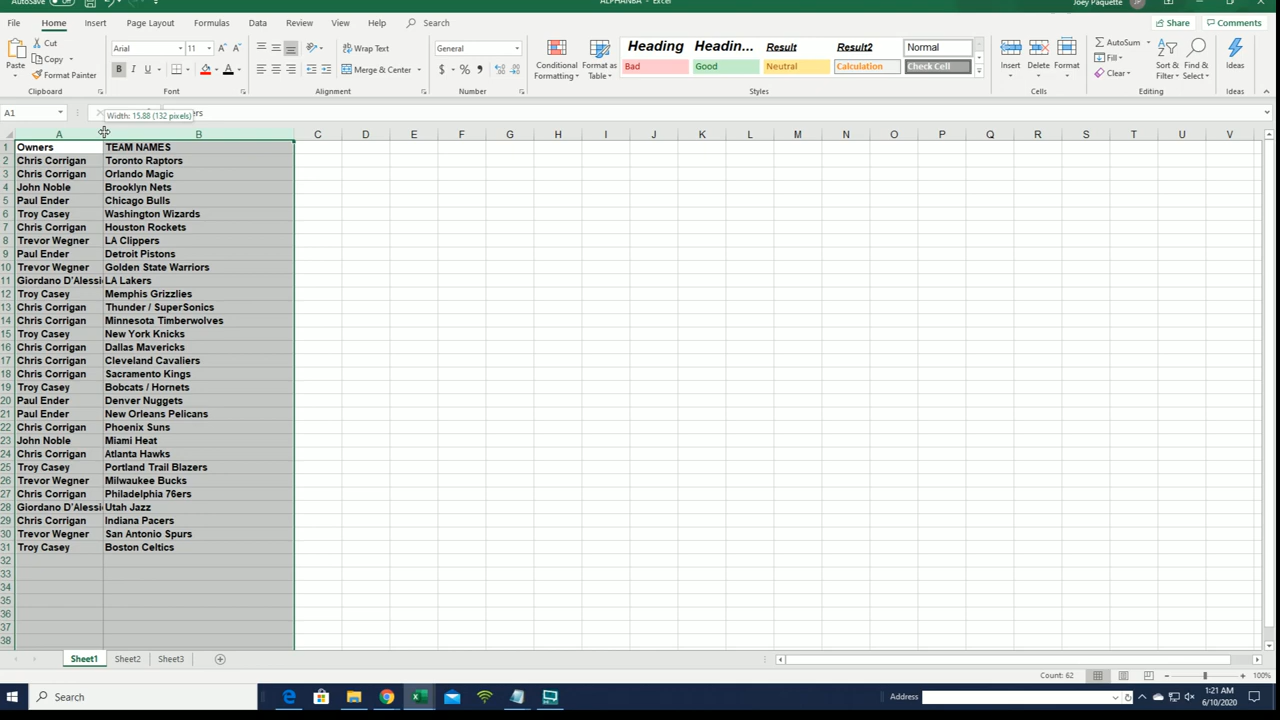 AutoSave Off
ALPHANBA - Excel
Joey Paquette JP
File Home Insert Page Layout Formulas Data Review View Help Search Share Comments
Paste Cut Copy Format Painter Clipboard
Arial 11 B I U Font
Wrap Text Merge & Center Alignment
General $ % Number
Conditional Formatting Format as Table
Heading Headin... Result Result2 Normal
Bad Good Neutral Calculation Check Cell
Styles
Insert Delete Format Cells
AutoSum Fill Clear Sort & Filter Find & Select Editing
Ideas Ideas
A1 ers
Width: 15.88 (132 pixels)
A B C D E F G H I J K L M N O P Q R S T U V
1 Owners TEAM NAMES
2 Chris Corrigan Toronto Raptors
3 Chris Corrigan Orlando Magic
4 John Noble Brooklyn Nets
5 Paul Ender Chicago Bulls
6 Troy Casey Washington Wizards
7 Chris Corrigan Houston Rockets
8 Trevor Wegner LA Clippers
9 Paul Ender Detroit Pistons
10 Trevor Wegner Golden State Warriors
11 Giordano D'Alessi LA Lakers
12 Troy Casey Memphis Grizzlies
13 Chris Corrigan Thunder / SuperSonics
14 Chris Corrigan Minnesota Timberwolves
15 Troy Casey New York Knicks
16 Chris Corrigan Dallas Mavericks
17 Chris Corrigan Cleveland Cavaliers
18 Chris Corrigan Sacramento Kings
19 Troy Casey Bobcats / Hornets
20 Paul Ender Denver Nuggets
21 Paul Ender New Orleans Pelicans
22 Chris Corrigan Phoenix Suns
23 John Noble Miami Heat
24 Chris Corrigan Atlanta Hawks
25 Troy Casey Portland Trail Blazers
26 Trevor Wegner Milwaukee Bucks
27 Chris Corrigan Philadelphia 76ers
28 Giordano D'Alessi Utah Jazz
29 Chris Corrigan Indiana Pacers
30 Trevor Wegner San Antonio Spurs
31 Troy Casey Boston Celtics
32
33
34
35
36
37
38
Sheet1 Sheet2 Sheet3
Count: 62 100%
Search Address 1:21 AM
6/10/2020